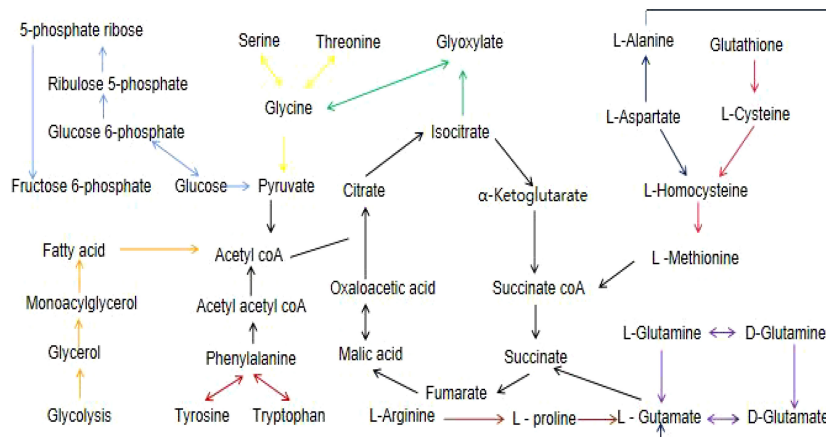 5-phosphate ribose
Serine
Threonine
Glyoxylate
L-Alanine
Glutathione
Ribulose 5-phosphate
Glycine
L-Aspartate
L-Cysteine
Glucose 6-phosphate
Isocitrate
Fructose 6-phosphate
Glucose
Pyruvate
Citrate
α-Ketoglutarate
L-Homocysteine
Fatty acid
Acetyl coA
L -Methionine
Oxaloacetic acid
Succinate coA
Monoacylglycerol
Acetyl acetyl coA
L-Glutamine
D-Glutamine
Glycerol
Phenylalanine
Malic acid
Succinate
Fumarate
Glycolysis
Tyrosine
Tryptophan
L-Arginine
L - proline
L - Gutamate
D-Glutamate